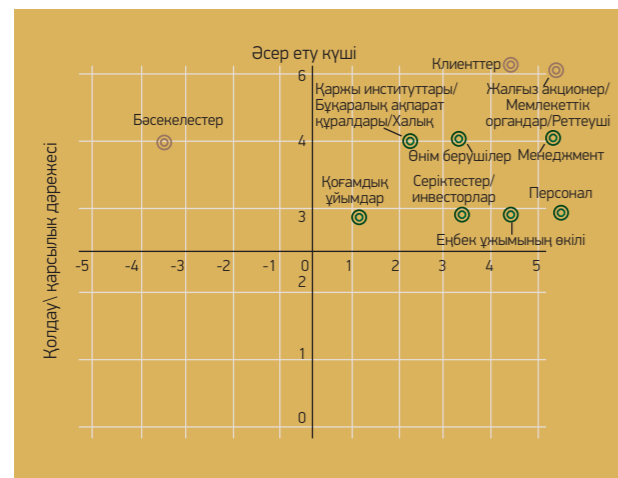 Әсер ету күші
6
Клиенттер
Қаржы институттары/
Бұқаралық ақпарат
құралдары/Халық
Жалғыз акционер/
Мемлекеттік
органдар/Реттеуші
Бәсекелестер
4
Өнім берушілер
Менеджмент
Қоғамдық
ұйымдар
Серіктестер/
инвесторлар
Персонал
3
Еңбек ұжымының өкілі
-5 -4 -3 -2 -1 0 1 2 3 4 5
2
1
0
Қолдау\ қарсылык дәрежесі